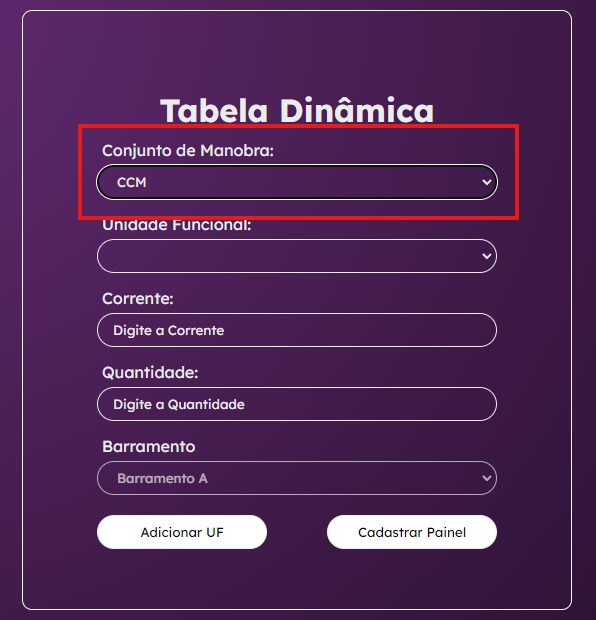 Tabela Dinâmica
Conjunto de Manobra:
CCM
Unidade Funcional:
Corrente:
Digite a Corrente
Quantidade:
Digite a Quantidade
Barramento
Barramento A
Adicionar UF
Cadastrar Painel